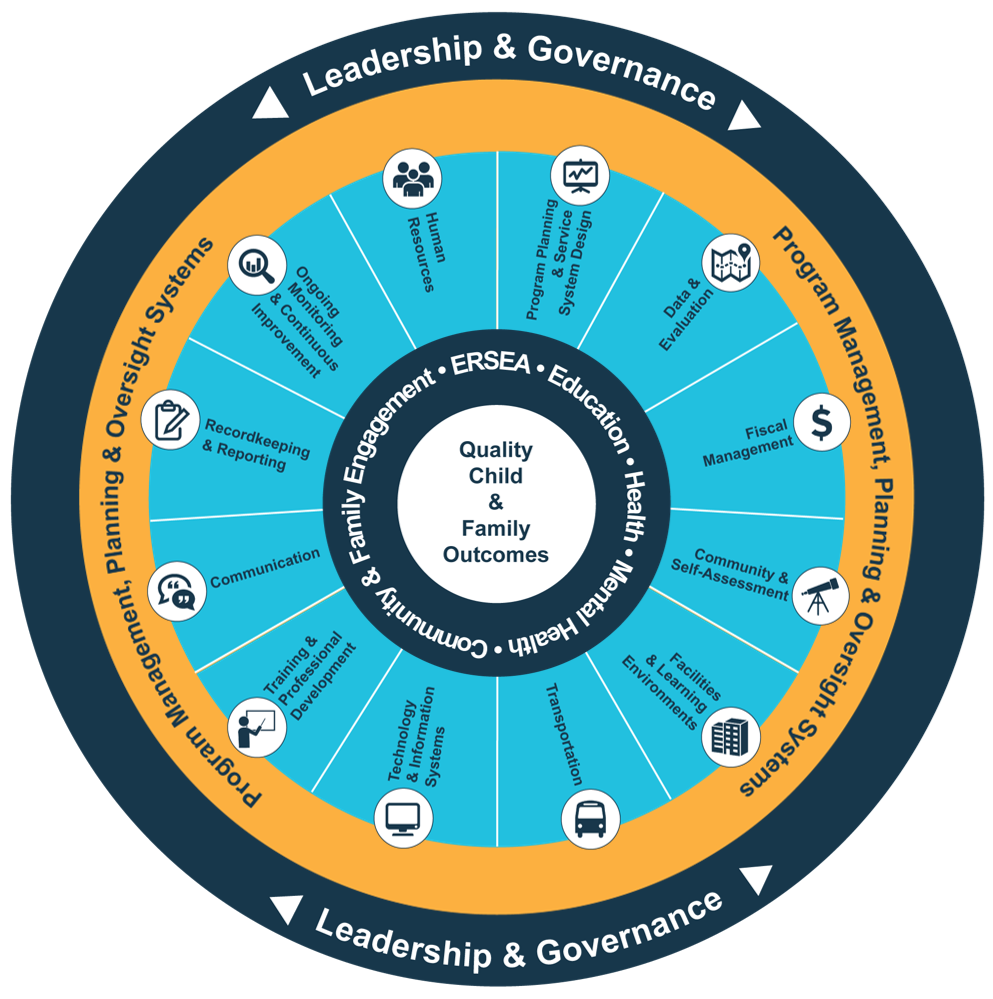 Leadership & Governance
Program Management, Planning & Oversight Systems
Program Management, Planning & Oversight Systems
Human
Resources
Program Planning
& Service
System Design
Data &
Evaluation
Fiscal
Management
Community &
Self-Assessment
Facilities
& Learning
Environments
Transportation
Technology
& Information
Systems
Training &
Professional
Development
Communication
Recordkeeping
& Reporting
Ongoing
Monitoring
& Continuous
Improvement
ERSEA • Education • Health • Mental Health • Community & Family Engagement •
Quality
Child
&
Family
Outcomes
Leadership & Governance